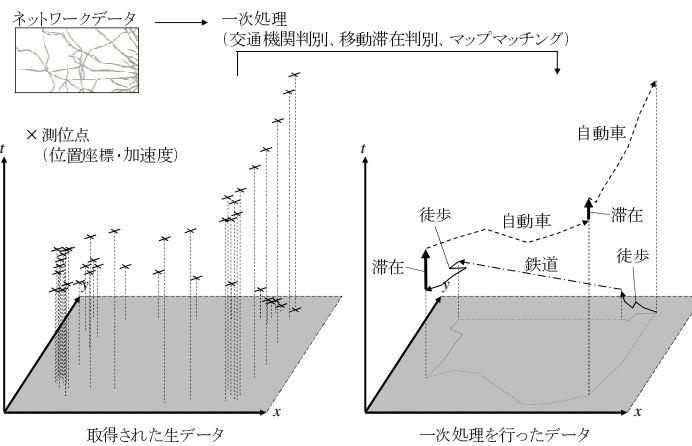 ネットワークデータ
一次処理
(交通機関判別、移動滞在判別、マップマッチング)
× 測位点
(位置座標・加速度)
t
y
x
取得された生データ
t
自動車
徒歩
自動車
滞在
滞在
鉄道
徒歩
y
x
一次処理を行ったデータ